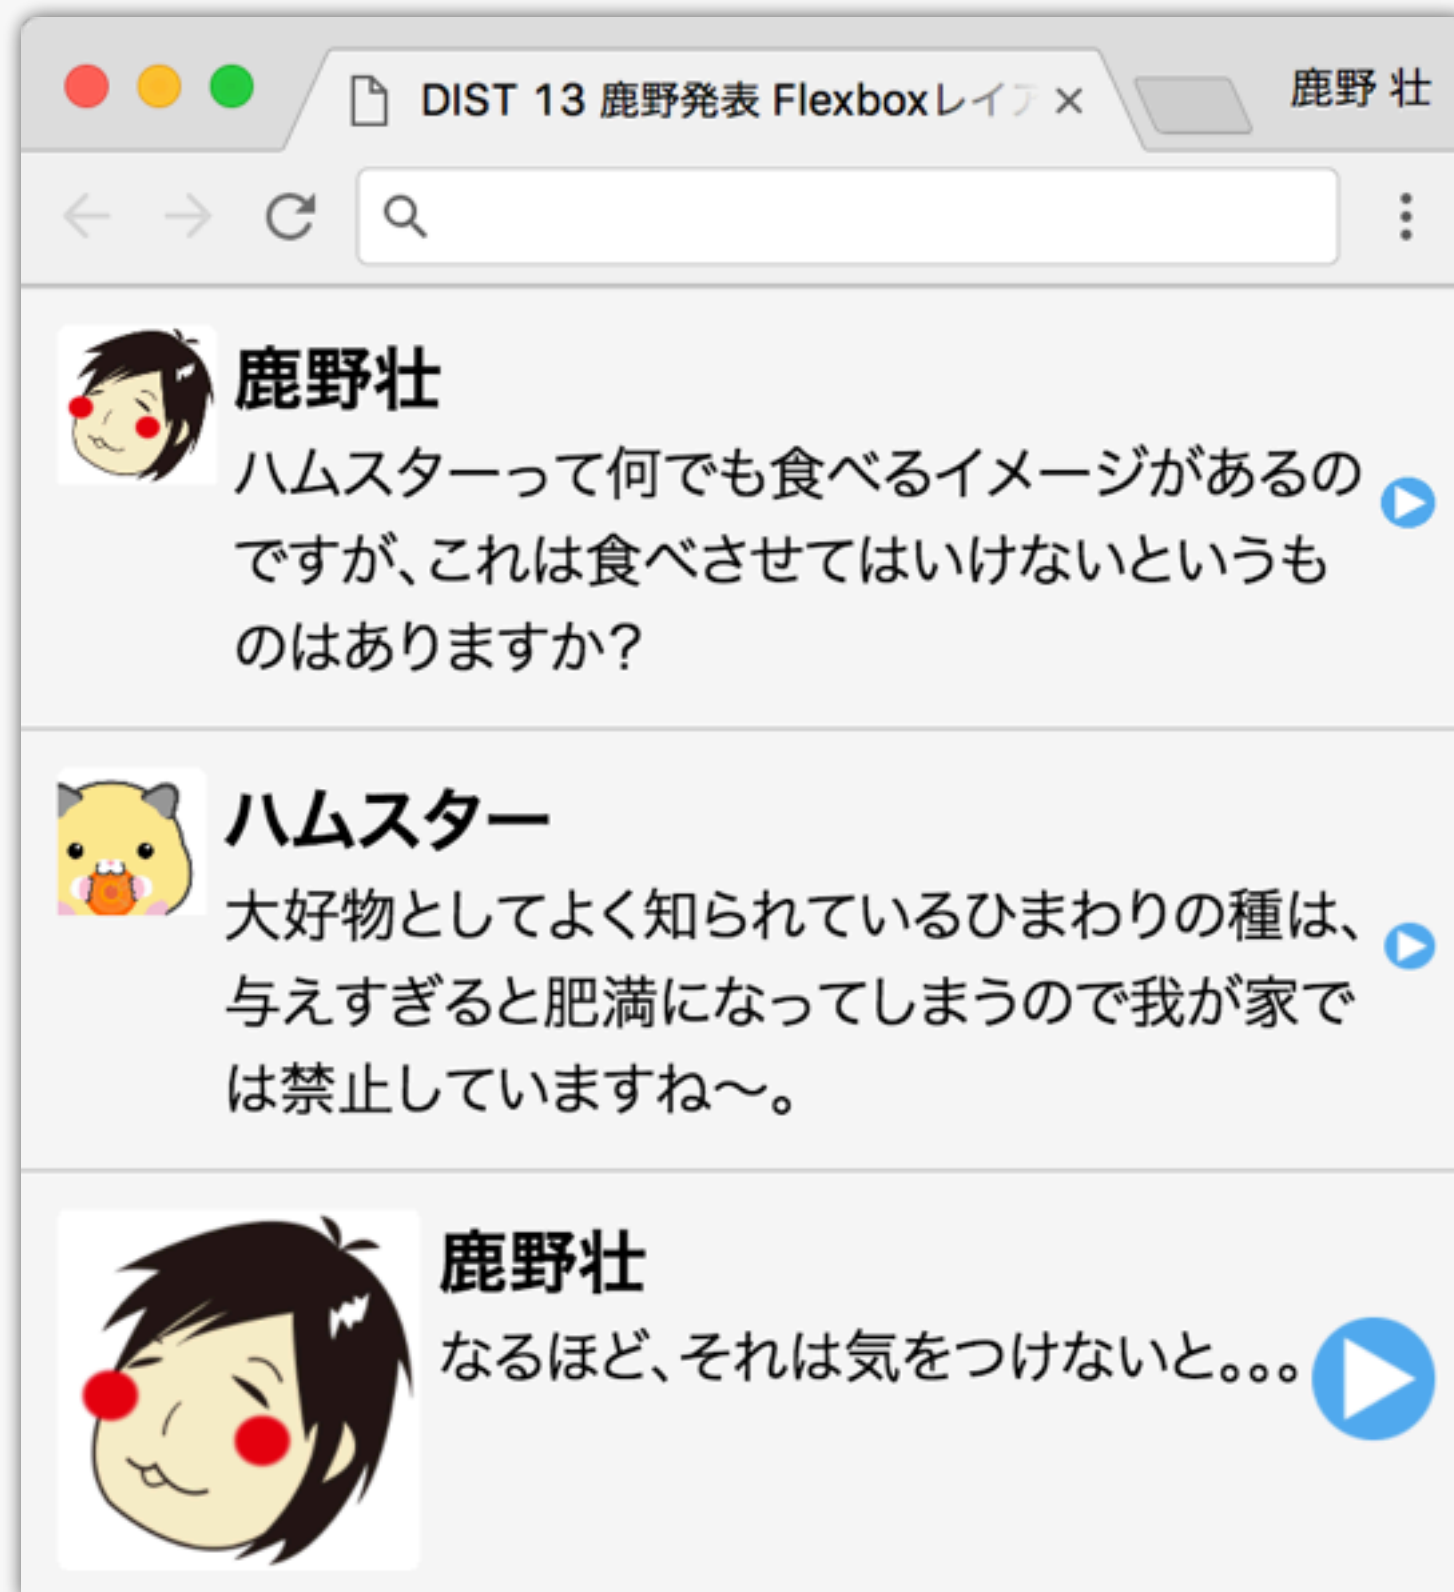 DIST 13 鹿野発表 Flexboxレイア
鹿野 壮
鹿野壮
ハムスターって何でも食べるイメージがあるの
ですが、これは食べさせてはいけないというも
のはありますか？
ハムスター
大好物としてよく知られているひまわりの種は、
与えすぎると肥満になってしまうので我が家で
は禁止していますね〜。
鹿野壮
なるほど、それは気をつけないと。。。